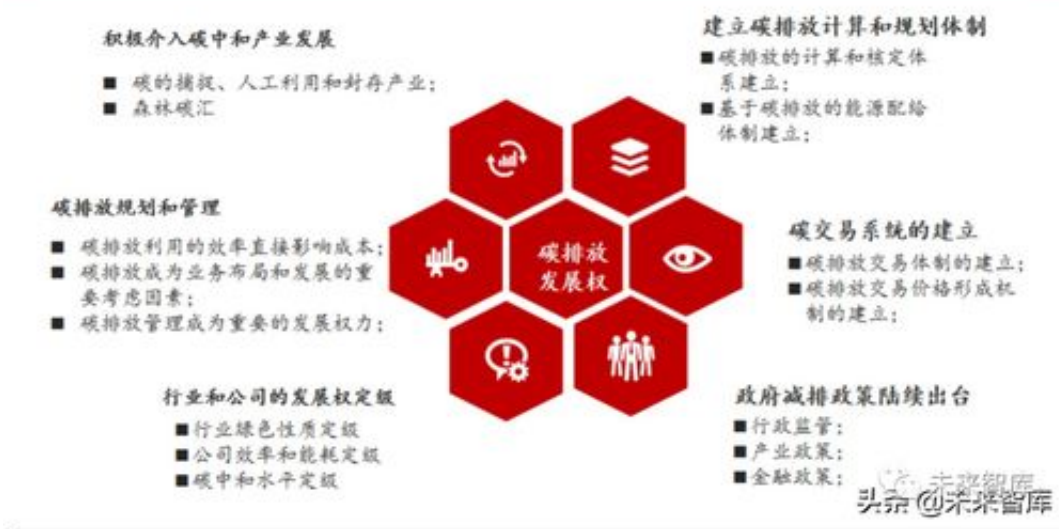 积极介入碳中和产业发展
■ 碳的捕捉、人工利用和封存产业；
■ 森林碳汇
建立碳排放计算和规划体制
■碳排放的计算和核定体
系建立；
■基于碳排放的能源配给
体制建立；
碳排放规划和管理
■ 碳排放利用的效率直接影响成本；
■ 碳排放成为业务布局和发展的重
要考虑因素；
■ 碳排放管理成为重要的发展权力；
碳排放
发展权
碳交易系统的建立
■碳排放交易体制的建立；
■碳排放交易价格形成机
制的建立；
行业和公司的发展权定级
■行业绿色性质定级
■公司效率和能耗定级
■碳中和水平定级
政府减排政策陆续出台
■行政监管；
■产业政策；
■金融政策；
未来智库
头条 @未来智库